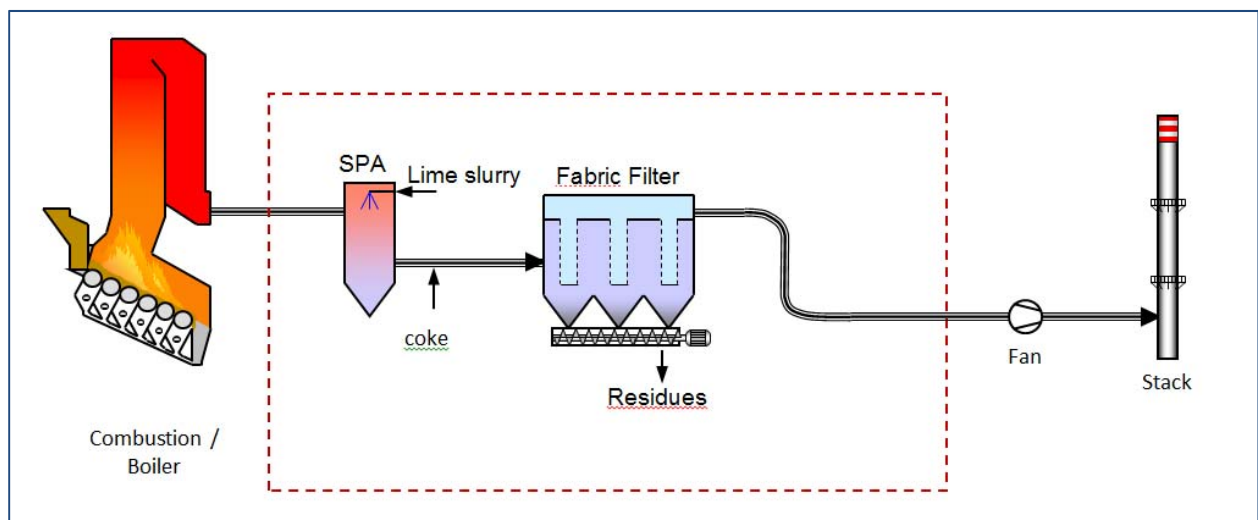 SPA
Lime slurry
Fabric Filter
coke
Residues
Fan
Stack
Combustion /
Boiler